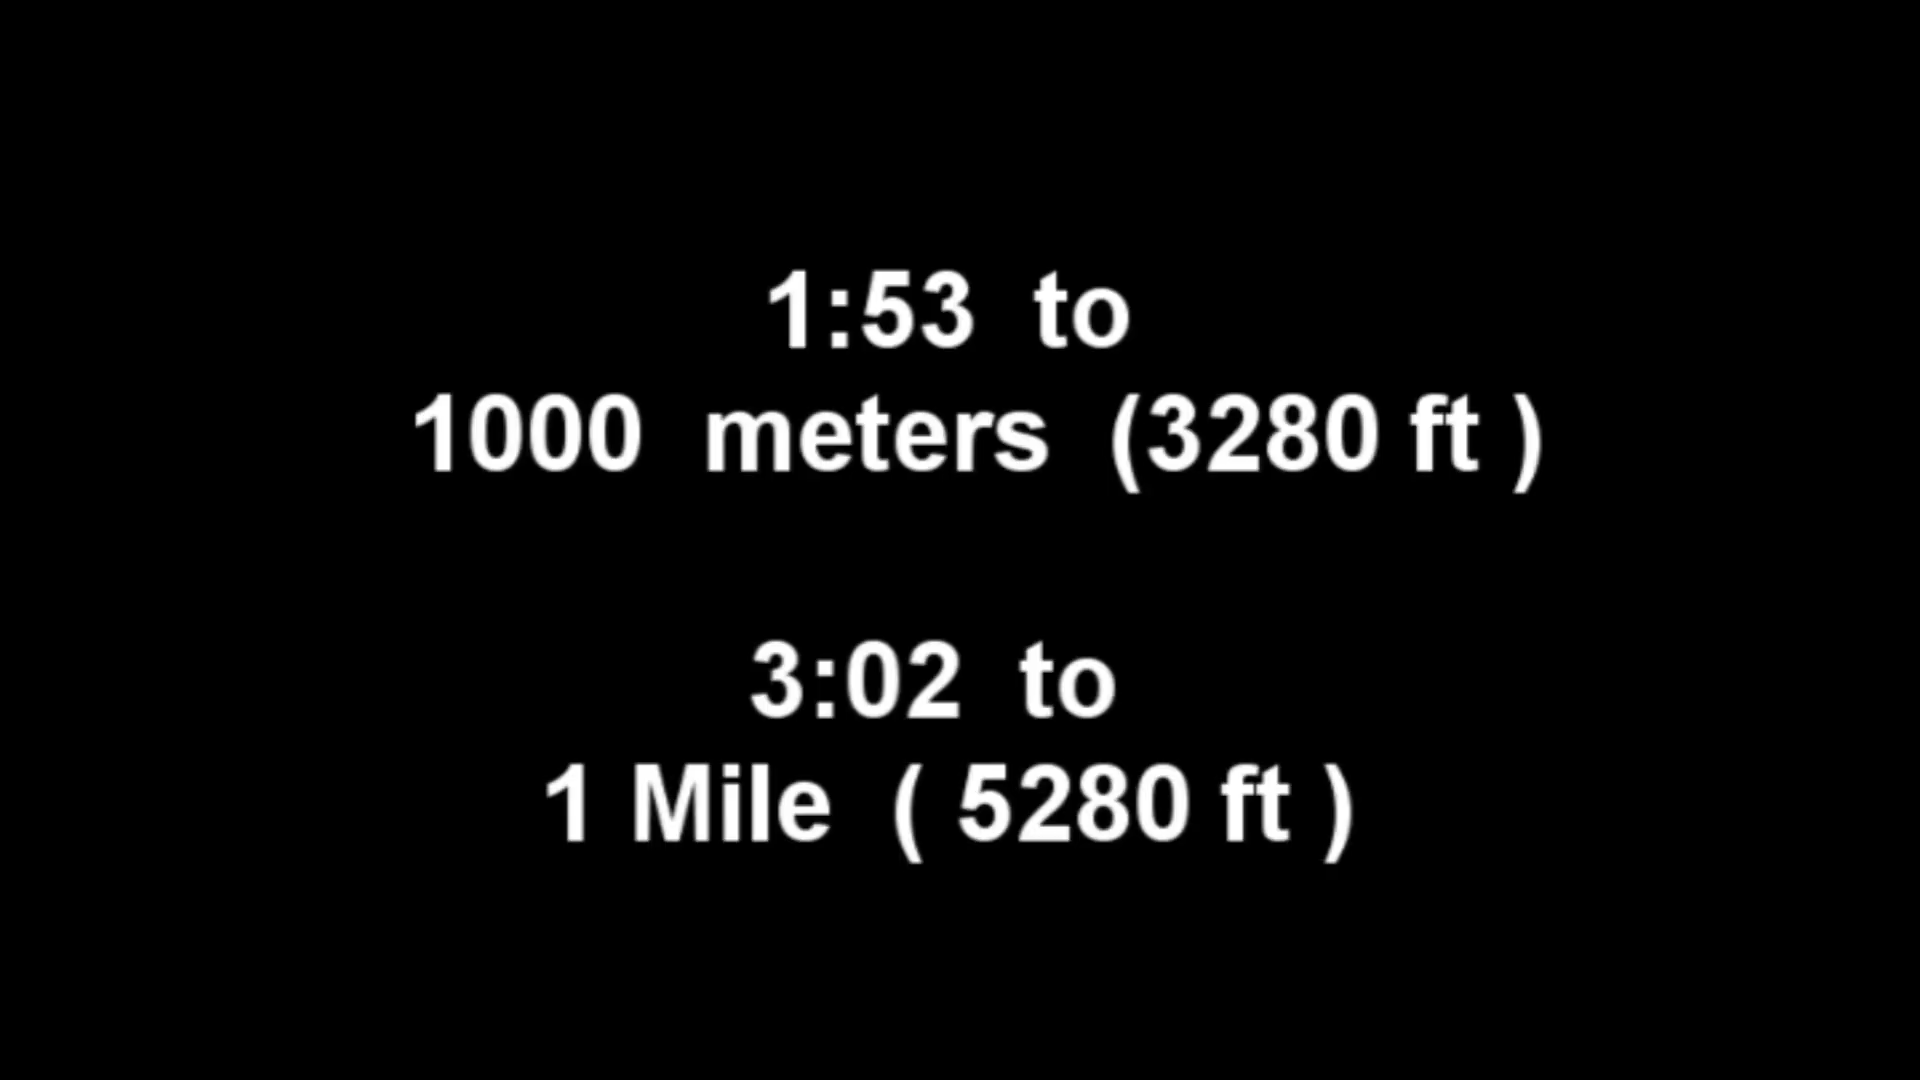 1:53 to
1000 meters (3280 ft )
3:02 to
1 Mile ( 5280 ft )